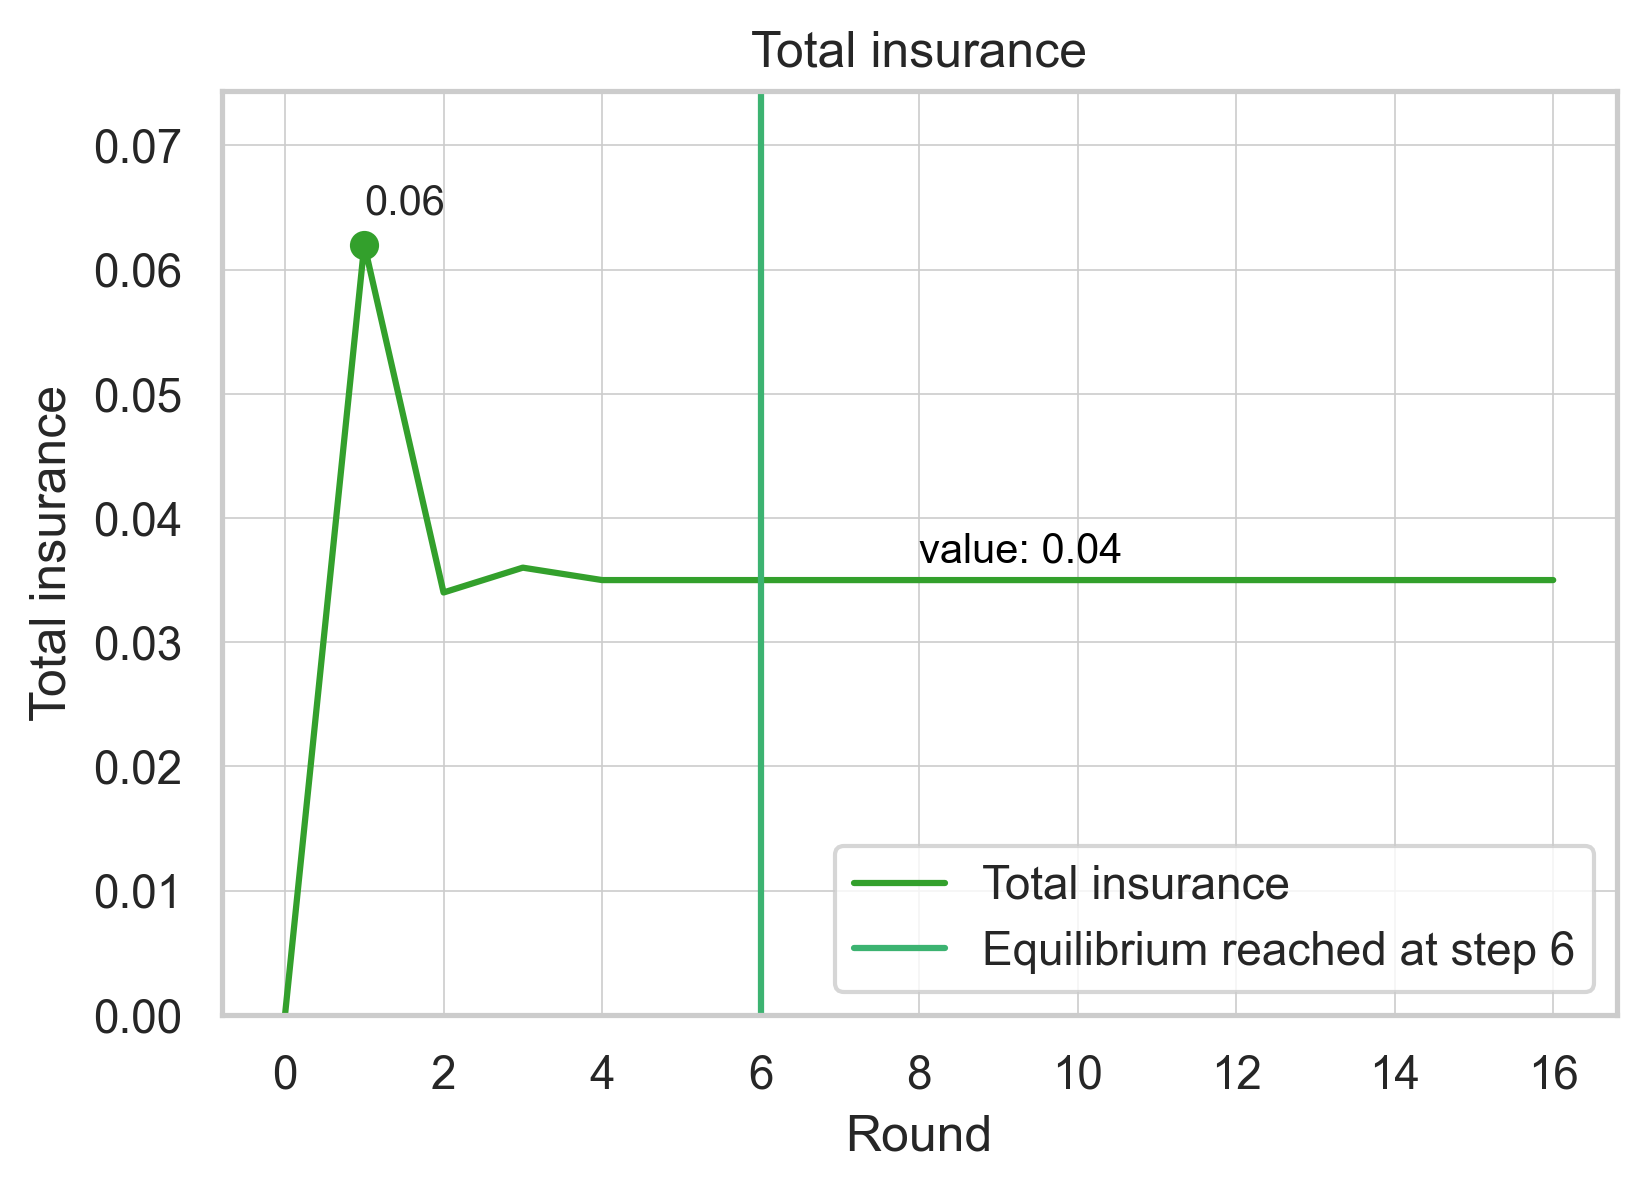 Total insurance
0.07
0.06
0.06
0.05
0.04
value: 0.04
0.03
0.02
0.01
0.00
Total insurance
Total insurance
Equilibrium reached at step 6
0 2 4 6 8 10 12 14 16
Round